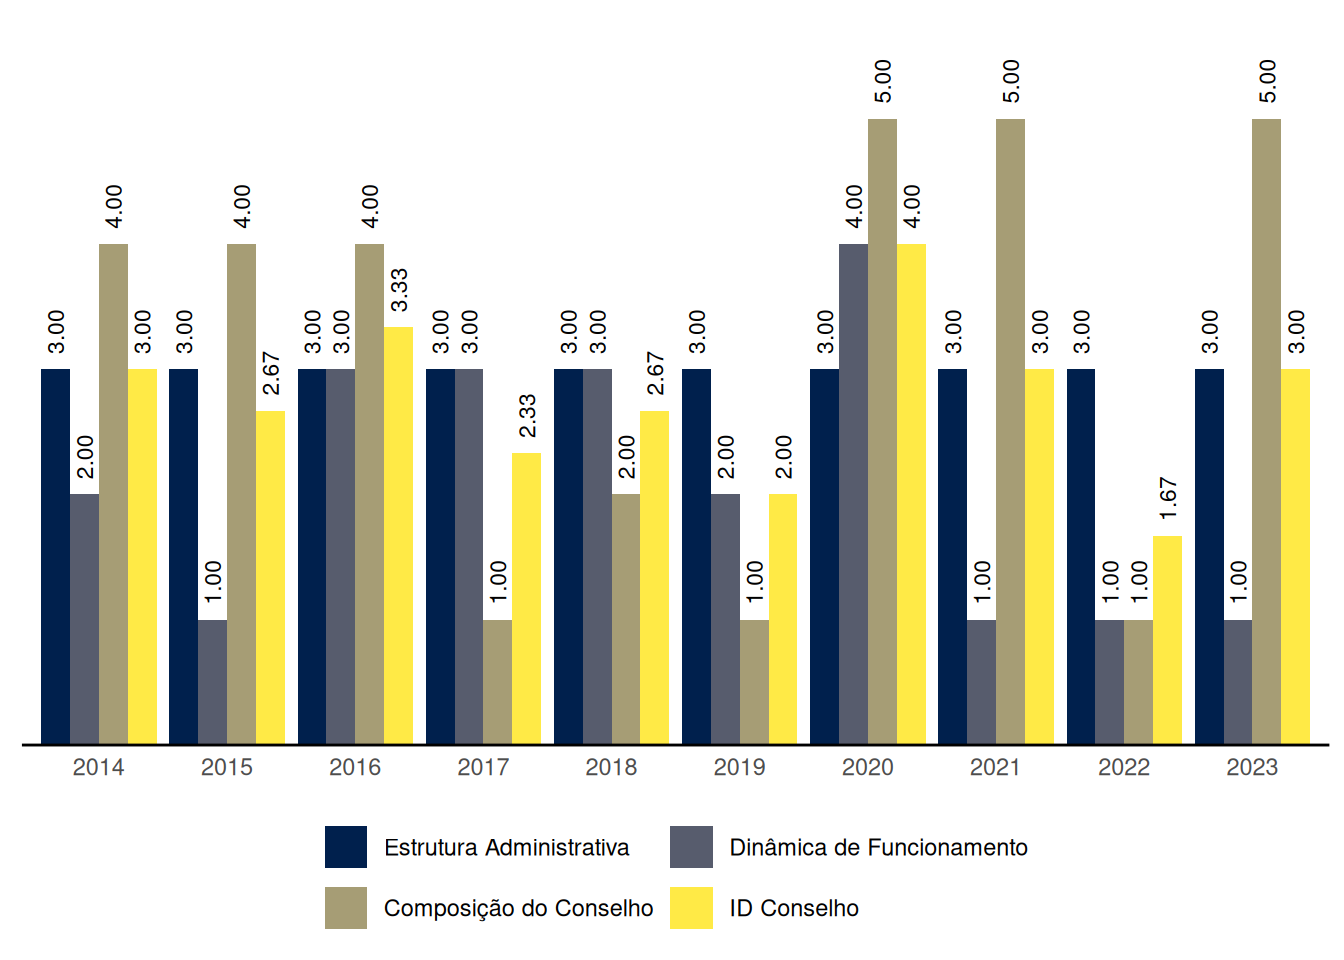 5.00 5.00 5.00
4.00 4.00 4.00 4.00 4.00
3.33
3.00 3.00 3.00 3.00 3.00 3.00 3.00 3.00 3.00 3.00 3.00 3.00 3.00 3.00 3.00
2.67 2.67
2.33
2.00 2.00 2.00 2.00
1.67
1.00 1.00 1.00 1.00 1.00 1.00 1.00
2014 2015 2016 2017 2018 2019 2020 2021 2022 2023
Estrutura Administrativa Dinâmica de Funcionamento
Composição do Conselho ID Conselho